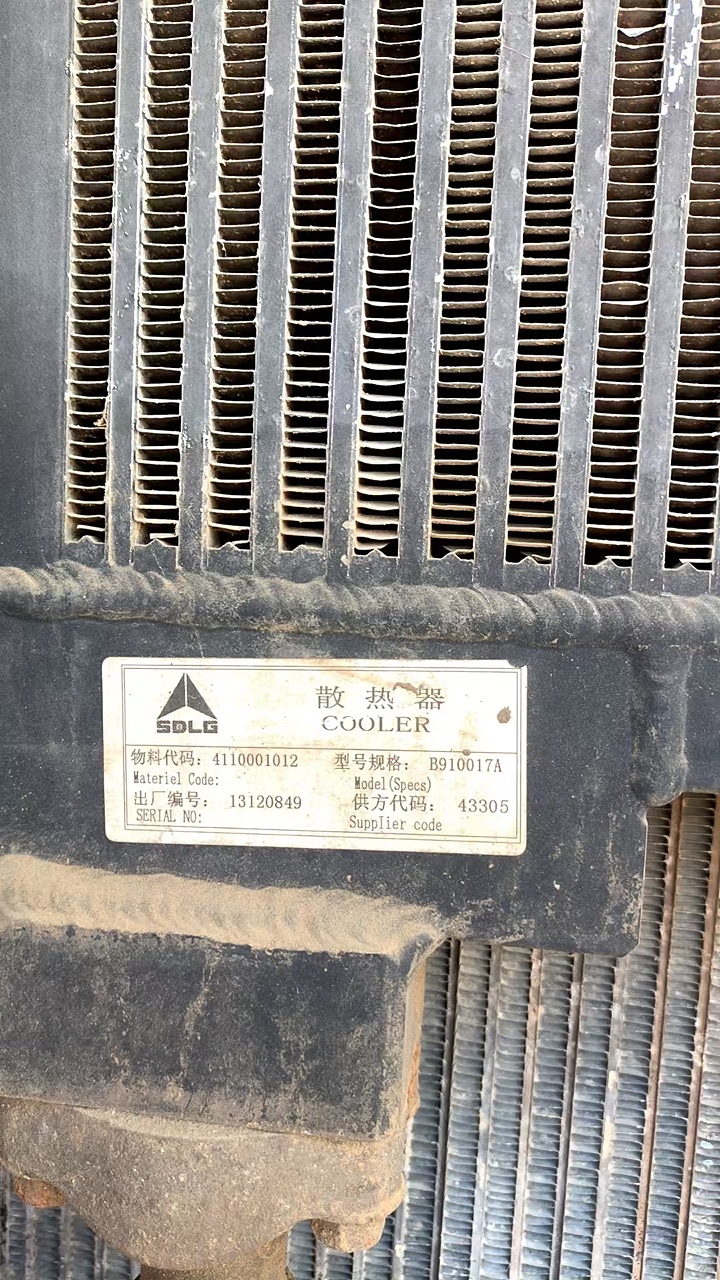 SDLG
散热器
COOLER
物料代码: 4110001012 型号规格: B910017A
Materiel Code: Model(Specs)
出厂编号: 13120849 供方代码: 43305
SERIAL NO: Supplier code